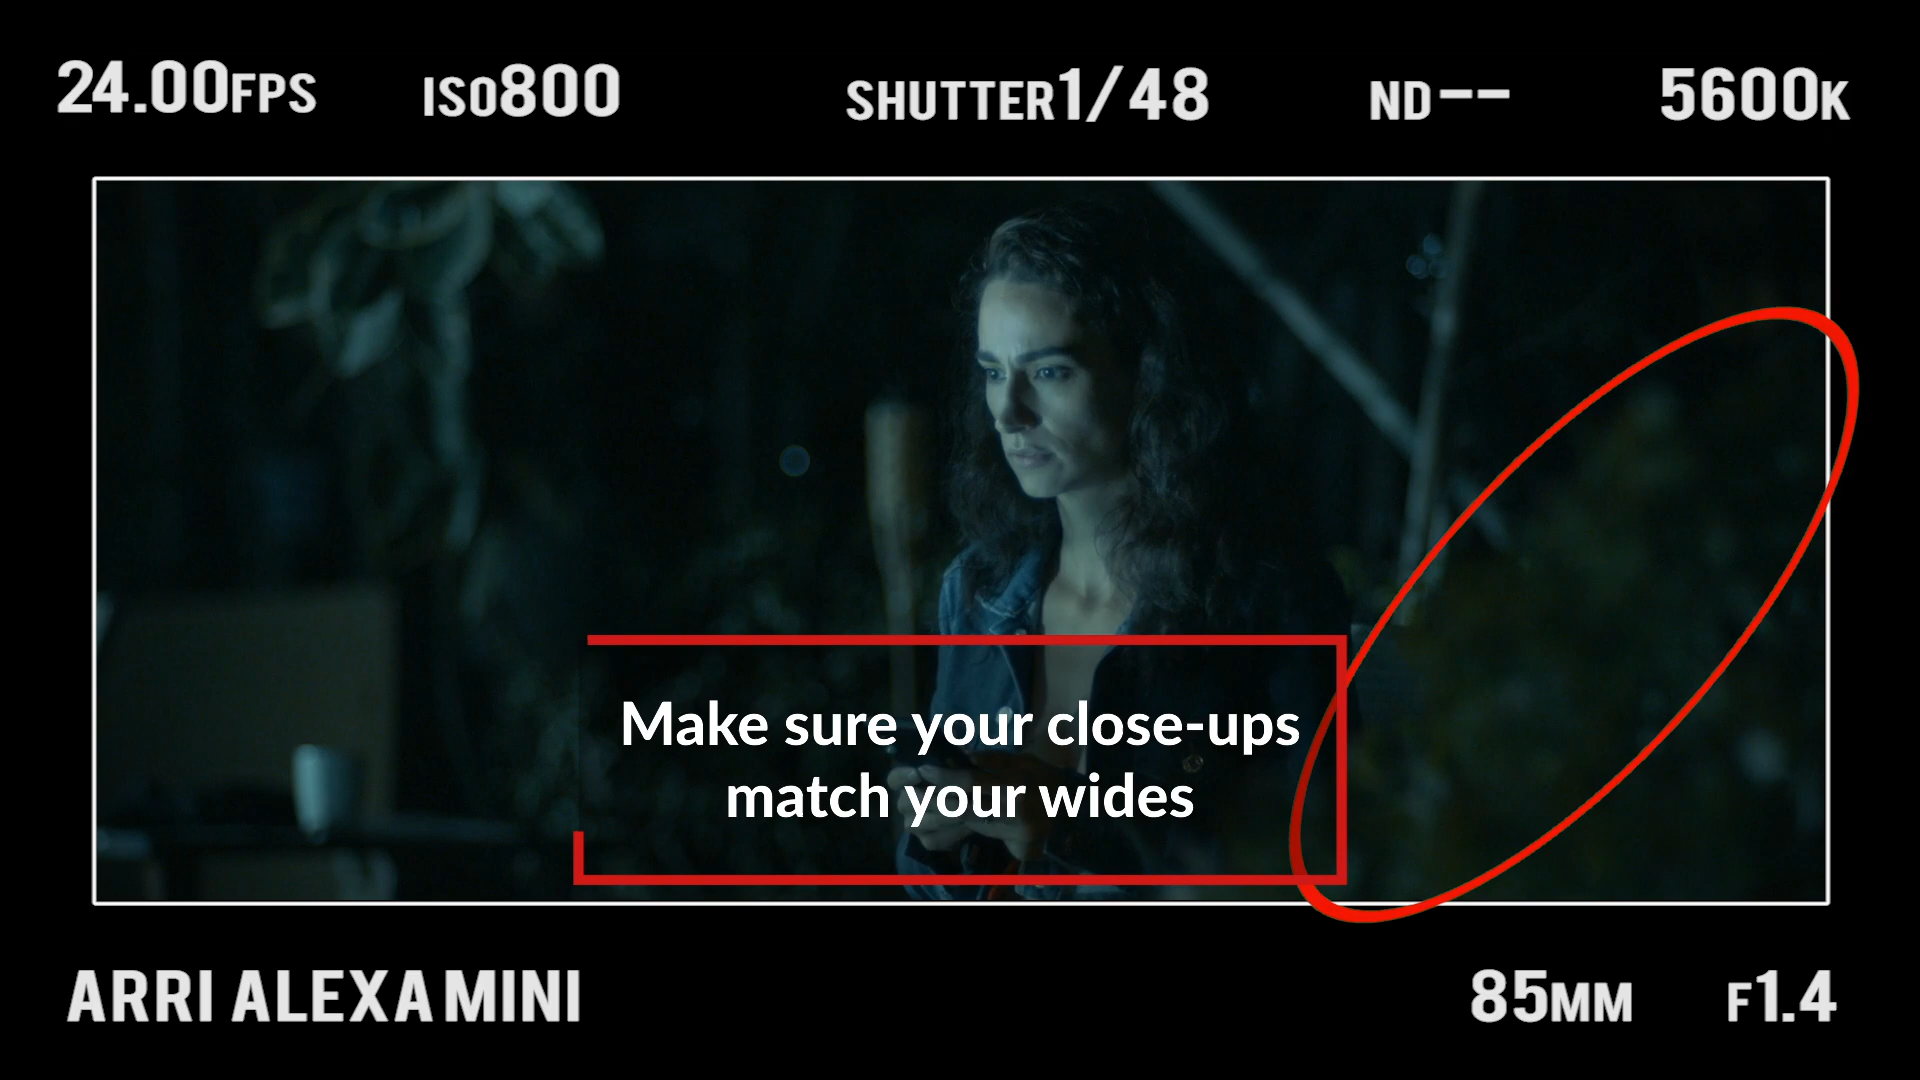 24.00FPS ISO800 SHUTTER1/48 ND-- 5600K
Make sure your close-ups
match your wides
ARRI ALEXA MINI 85MM F1.4